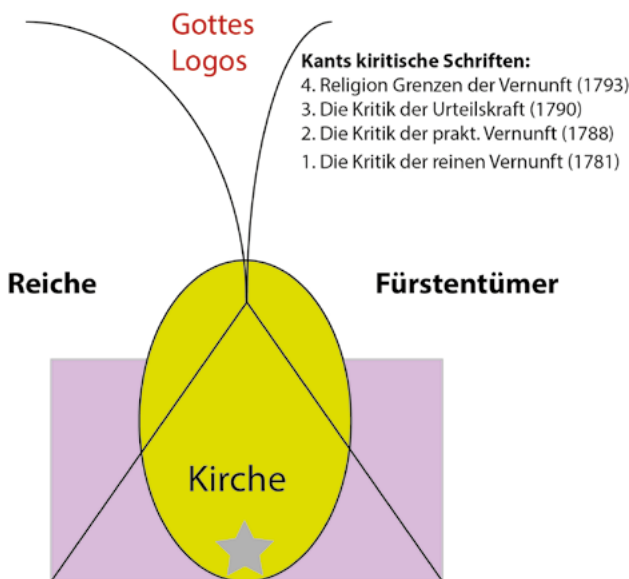 Gottes
Logos
Kants kiritische Schriften:
4. Religion Grenzen der Vernunft (1793)
3. Die Kritik der Urteilskraft (1790)
2. Die Kritik der prakt. Vernunft (1788)
1. Die Kritik der reinen Vernunft (1781)
Reiche
Fürstentümer
Kirche